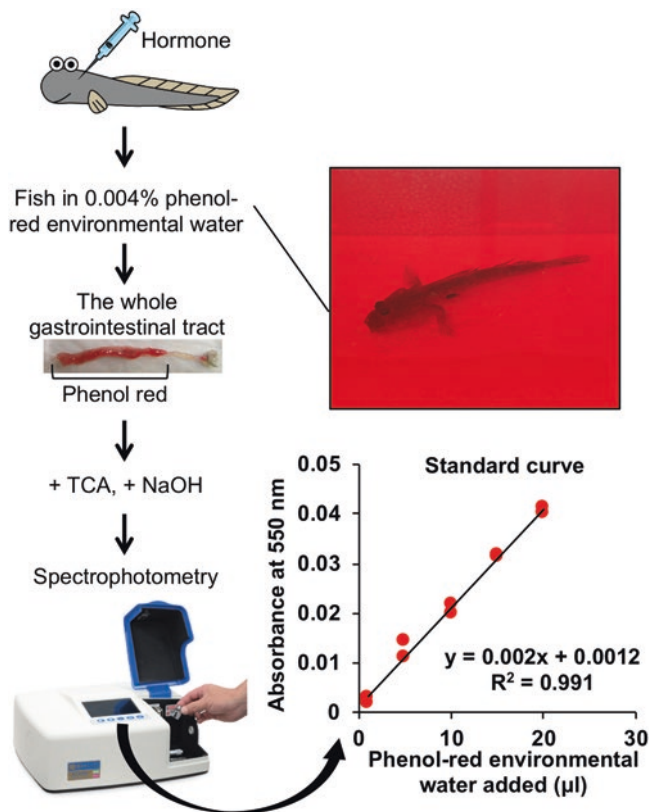 Hormone
Fish in 0.004% phenol-
red environmental water
The whole
gastrointestinal tract
Phenol red
+ TCA, + NaOH
Spectrophotometry
Standard curve
Absorbance at 550 nm
0.05
0.04
0.03
0.02
0.01
0
y = 0.002x + 0.0012
R² = 0.991
0 10 20 30
Phenol-red environmental
water added (µl)